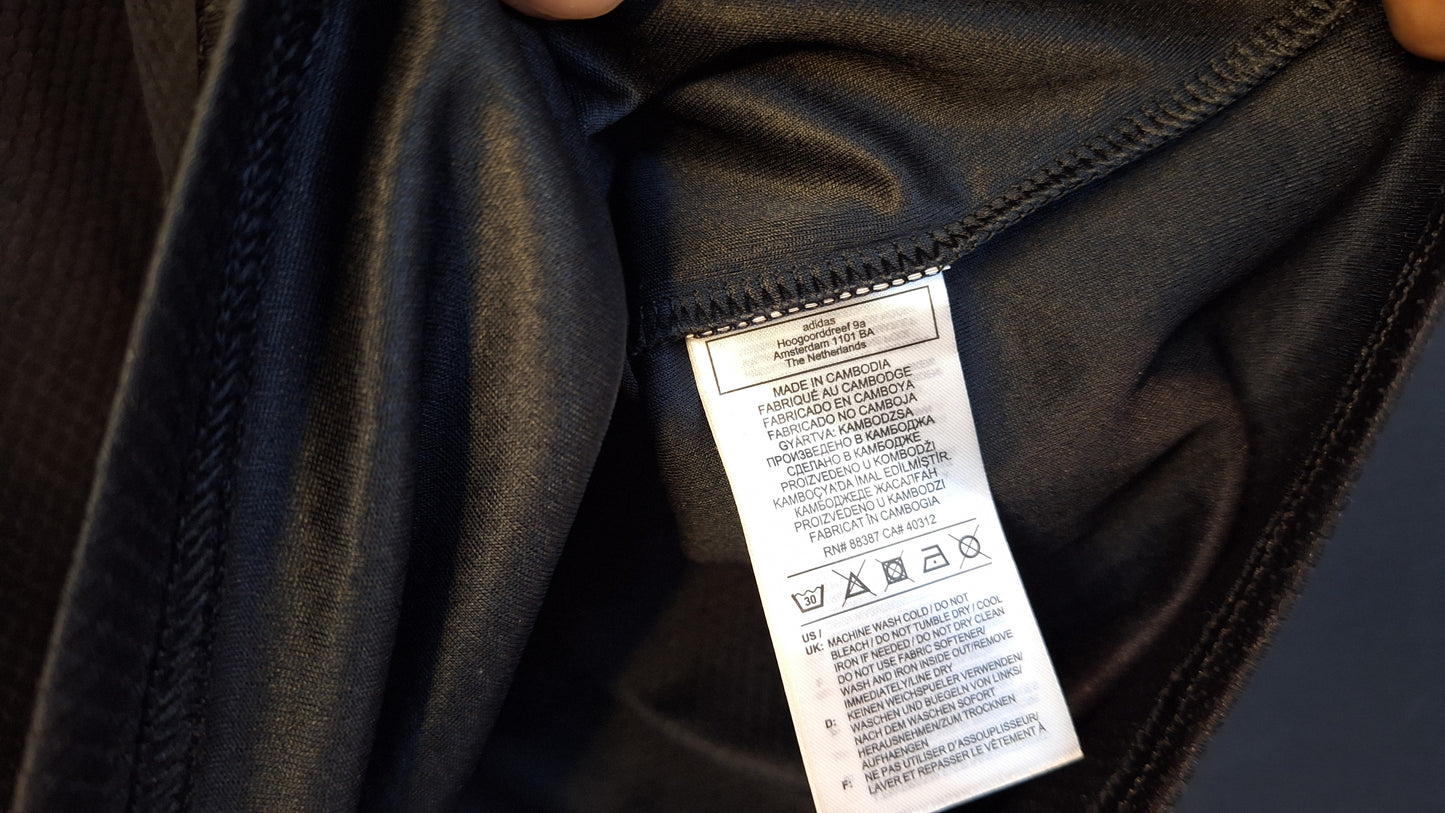 adidas
Hoogoorddreef 9a
Amsterdam 1101 BA
The Netherlands
MADE IN CAMBODIA
FABRIQUÉ AU CAMBODGE
FABRICADO EN CAMBOYA
FABRICADO NO CAMBOJA
GYÁRTVA: KAMBODZSA
ПРОИЗВЕДЕНО В КАМБОДЖА
СДЕЛАНО В КАМБОДЖЕ
PROIZVEDENO U KOMBODŽI
KAMBOÇYA'DA IMAL EDILMIŞTIR.
КАМБОДЖЕДЕ ЖАСАЛҒАН
PROIZVEDENO U KAMBODZI
FABRICAT ÎN CAMBOGIA
RN# 88387 CA# 40312
30
US /
UK: MACHINE WASH COLD / DO NOT
BLEACH / DO NOT TUMBLE DRY / COOL
IRON IF NEEDED / DO NOT DRY CLEAN
DO NOT USE FABRIC SOFTENER/
WASH AND IRON INSIDE OUT/REMOVE
IMMEDIATELY/LINE DRY
D: KEINEN WEICHSPUELER VERWENDEN/
WASCHEN UND BUEGELN VON LINKS/
NACH DEM WASCHEN SOFORT
HERAUSNEHMEN/ZUM TROCKNEN
AUFHAENGEN
F: NE PAS UTILISER D'ASSOUPLISSEUR/
LAVER ET REPASSER LE VÊTEMENT À